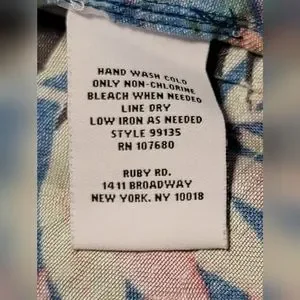 HAND WASH COLD
ONLY NON-CHLORINE
BLEACH WHEN NEEDED
LINE DRY
LOW IRON AS NEEDED
STYLE 99135
RN 107680
RUBY RD.
1411 BROADWAY
NEW YORK. NY 10018